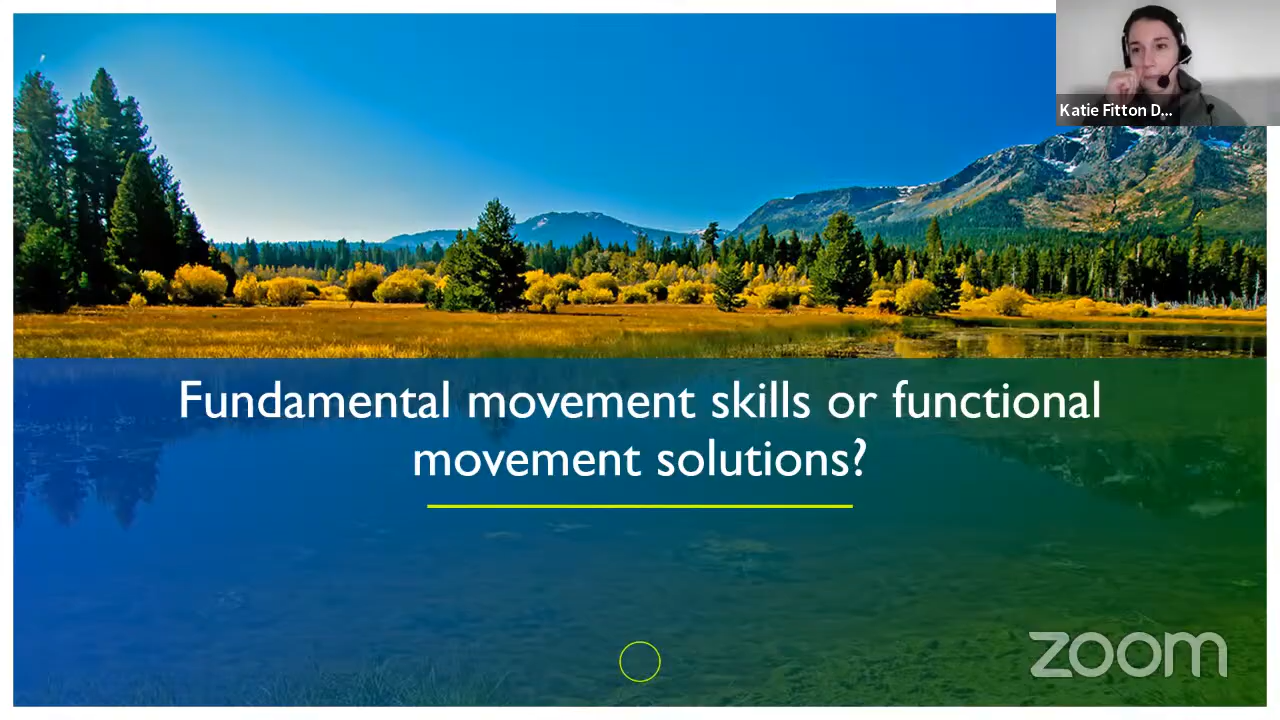 Katie Fitton D...
Fundamental movement skills or functional
movement solutions?
zoom